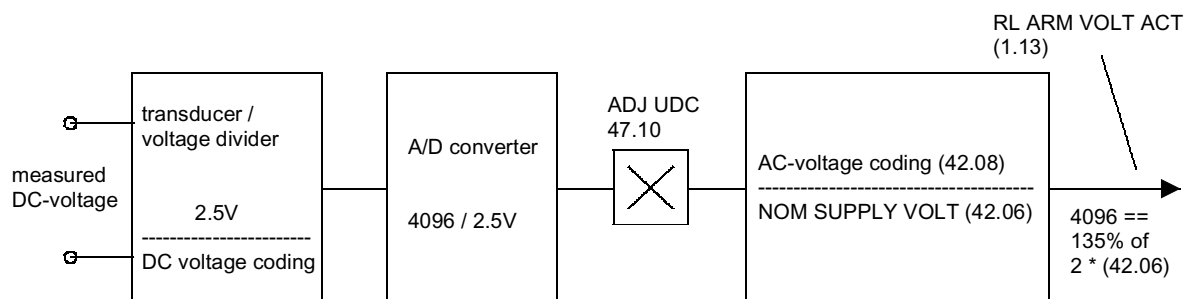 RL ARM VOLT ACT
(1.13)
measured
DC-voltage
transducer /
voltage divider
2.5V
DC voltage coding
A/D converter
4096 / 2.5V
ADJ UDC
47.10
AC-voltage coding (42.08)
NOM SUPPLY VOLT (42.06)
4096 ==
135% of
2 * (42.06)